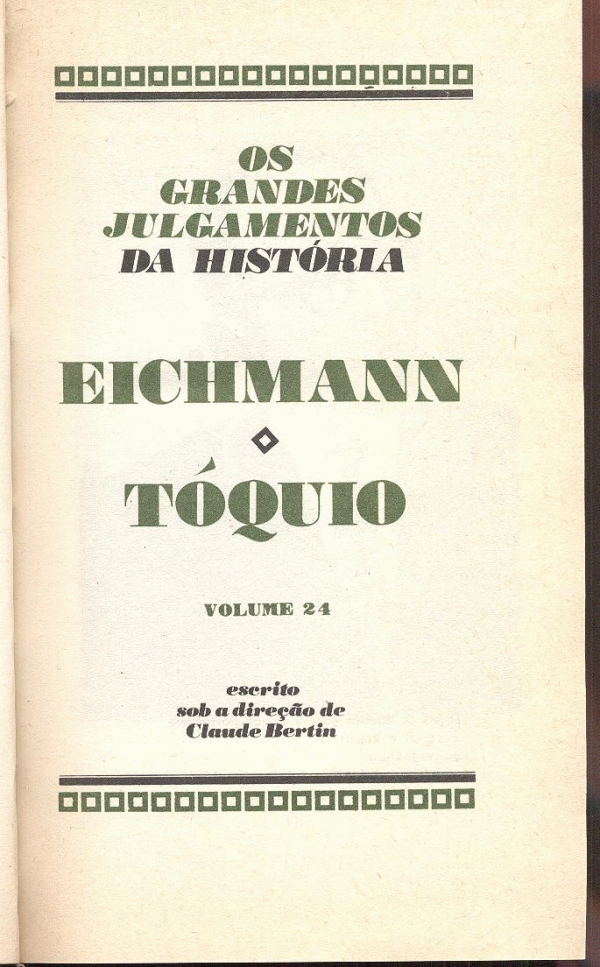 OS
GRANDES
JULGAMENTOS
DA HISTÓRIA
EICHMANN
TÓQUIO
VOLUME 24
escrito
sob a direção de
Claude Bertin